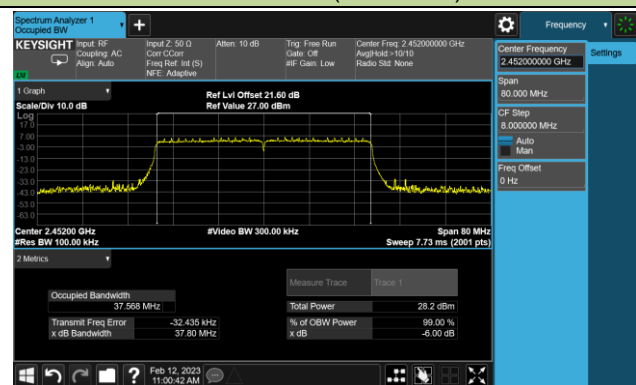 Spectrum Analyzer 1
Occupied BW
Frequency
KEYSIGHT
Input: RF
Coupling: AC
Align: Auto
Input Z: 50 Ω
Corr CCorr
Freq Ref: Int (S)
NFE: Adaptive
Atten: 10 dB
Trig: Free Run
Gate: Off
#IF Gain: Low
Center Freq: 2.452000000 GHz
Avg|Hold:>10/10
Radio Std: None
Center Frequency
2.452000000 GHz
Settings
Span
80.000 MHz
CF Step
8.000000 MHz
Auto
Man
Freq Offset
0 Hz
1 Graph
Scale/Div 10.0 dB
Ref Lvl Offset 21.60 dB
Ref Value 27.00 dBm
Log
17.0
7.00
-3.00
-13.0
-23.0
-33.0
-43.0
-53.0
-63.0
Center 2.45200 GHz
#Res BW 100.00 kHz
#Video BW 300.00 kHz
Span 80 MHz
Sweep 7.73 ms (2001 pts)
2 Metrics
Measure Trace
Trace 1
Occupied Bandwidth
37.568 MHz
Total Power
28.2 dBm
Transmit Freq Error
-32.435 kHz
% of OBW Power
99.00 %
x dB Bandwidth
37.80 MHz
x dB
-6.00 dB
Feb 12, 2023
11:00:42 AM